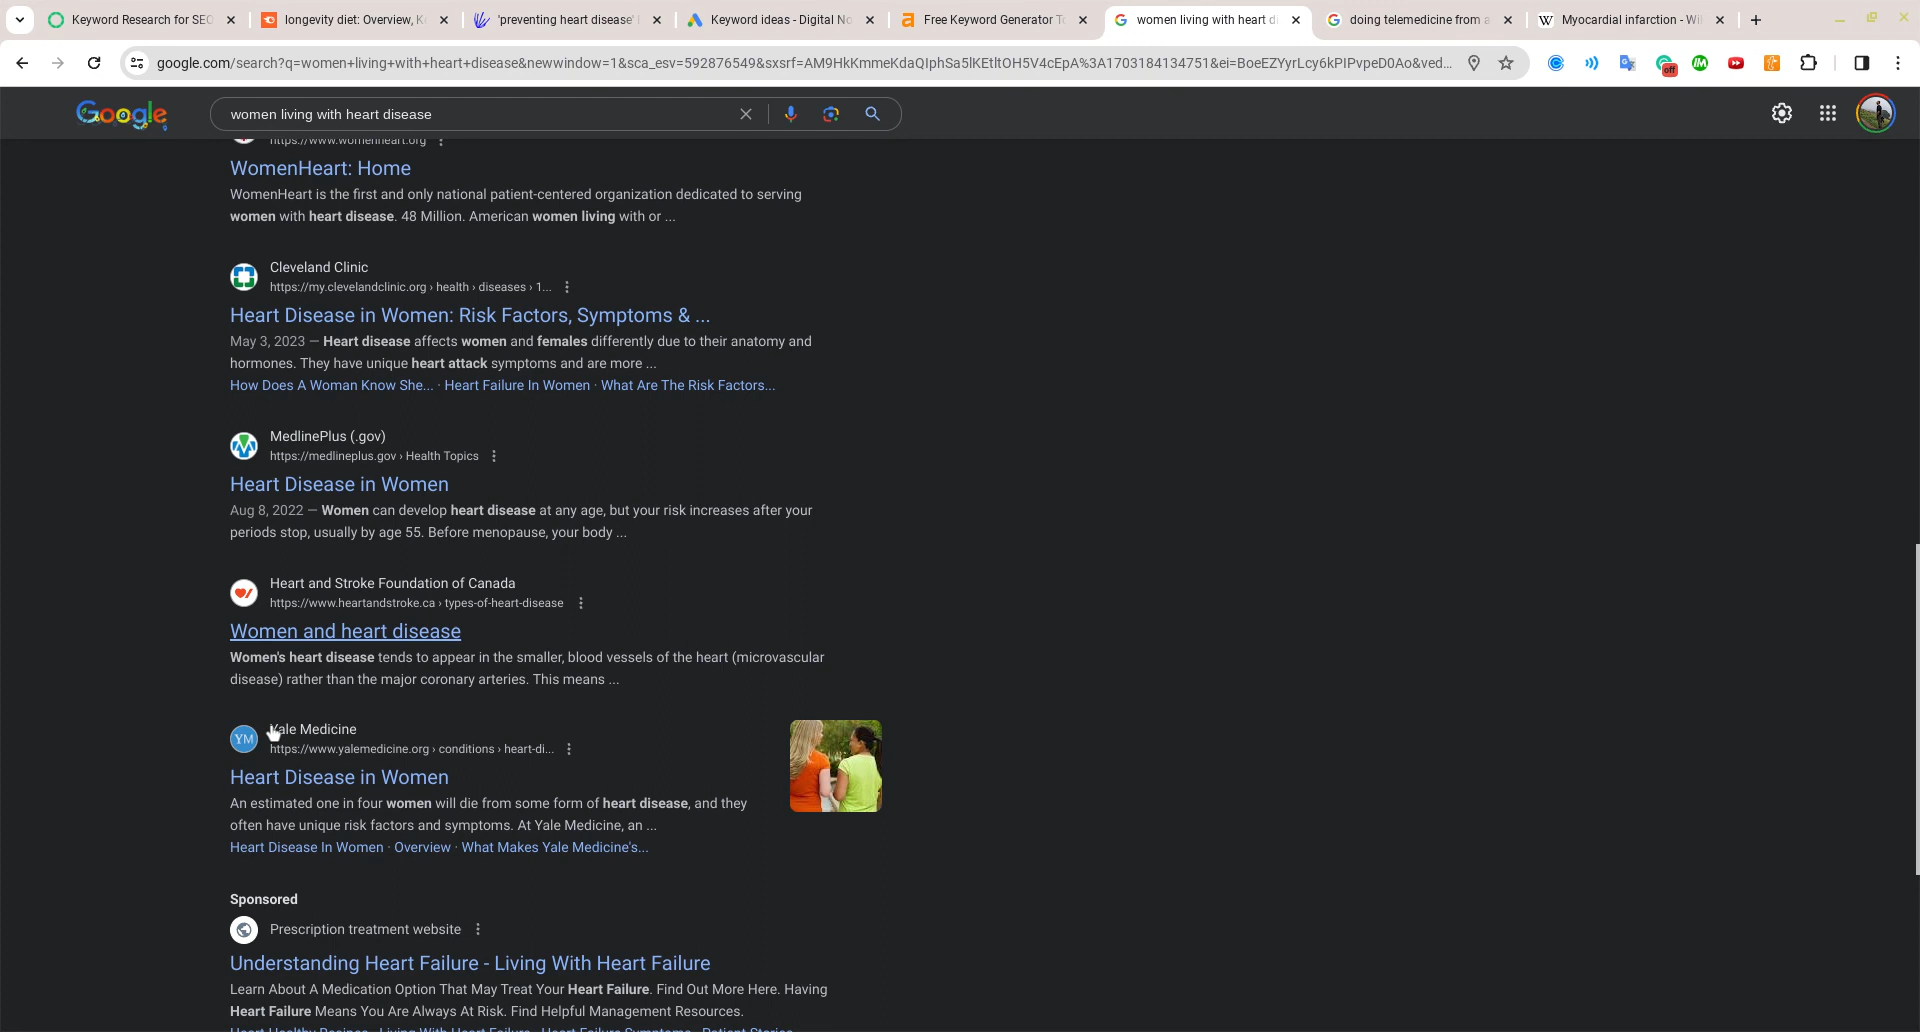 Keyword Research for SEO
longevity diet: Overview, K
'preventing heart disease'
Keyword ideas - Digital No
Free Keyword Generator T
women living with heart d
doing telemedicine from a
Myocardial infarction - Wi
google.com/search?q=women+living+with+heart+disease&newwindow=1&sca_esv=592876549&sxsrf=AM9HkKmmeKdaQIphSa5lKEtltOH5V4cEpA%3A1703184134751&ei=BoeEZYyrLcy6kPIPvpeD0Ao&ved...
off
Google
women living with heart disease
https://www.womenheart.org
WomenHeart: Home
WomenHeart is the first and only national patient-centered organization dedicated to serving
women with heart disease. 48 Million. American women living with or ...
Cleveland Clinic
https://my.clevelandclinic.org › health › diseases › 1...
Heart Disease in Women: Risk Factors, Symptoms & ...
May 3, 2023 — Heart disease affects women and females differently due to their anatomy and
hormones. They have unique heart attack symptoms and are more ...
How Does A Woman Know She... · Heart Failure In Women · What Are The Risk Factors...
MedlinePlus (.gov)
https://medlineplus.gov › Health Topics
Heart Disease in Women
Aug 8, 2022 — Women can develop heart disease at any age, but your risk increases after your
periods stop, usually by age 55. Before menopause, your body ...
Heart and Stroke Foundation of Canada
https://www.heartandstroke.ca › types-of-heart-disease
Women and heart disease
Women's heart disease tends to appear in the smaller, blood vessels of the heart (microvascular
disease) rather than the major coronary arteries. This means ...
YM
Yale Medicine
https://www.yalemedicine.org › conditions › heart-di...
Heart Disease in Women
An estimated one in four women will die from some form of heart disease, and they
often have unique risk factors and symptoms. At Yale Medicine, an ...
Heart Disease In Women · Overview · What Makes Yale Medicine's...
Sponsored
Prescription treatment website
Understanding Heart Failure - Living With Heart Failure
Learn About A Medication Option That May Treat Your Heart Failure. Find Out More Here. Having
Heart Failure Means You Are Always At Risk. Find Helpful Management Resources.
Heart Healthy Recipes · Living With Heart Failure · Heart Failure Symptoms · Patient Stories